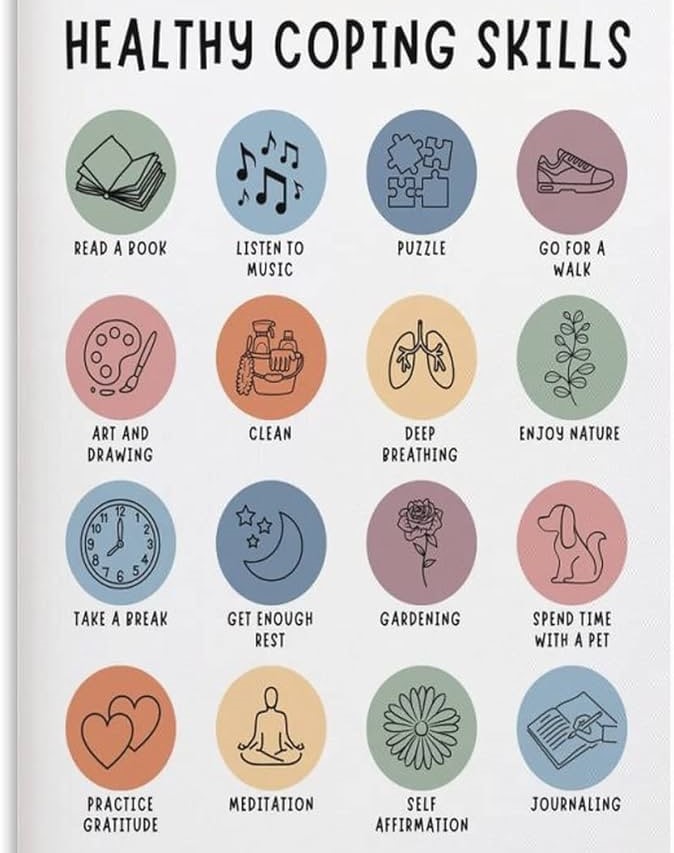 HEALTHY COPING SKILLS
READ A BOOK
LISTEN TO
MUSIC
PUZZLE
GO FOR A
WALK
ART AND
DRAWING
CLEAN
DEEP
BREATHING
ENJOY NATURE
12
1
2
3
4
5
6
7
8
9
10
11
TAKE A BREAK
GET ENOUGH
REST
GARDENING
SPEND TIME
WITH A PET
PRACTICE
GRATITUDE
MEDITATION
SELF
AFFIRMATION
JOURNALING